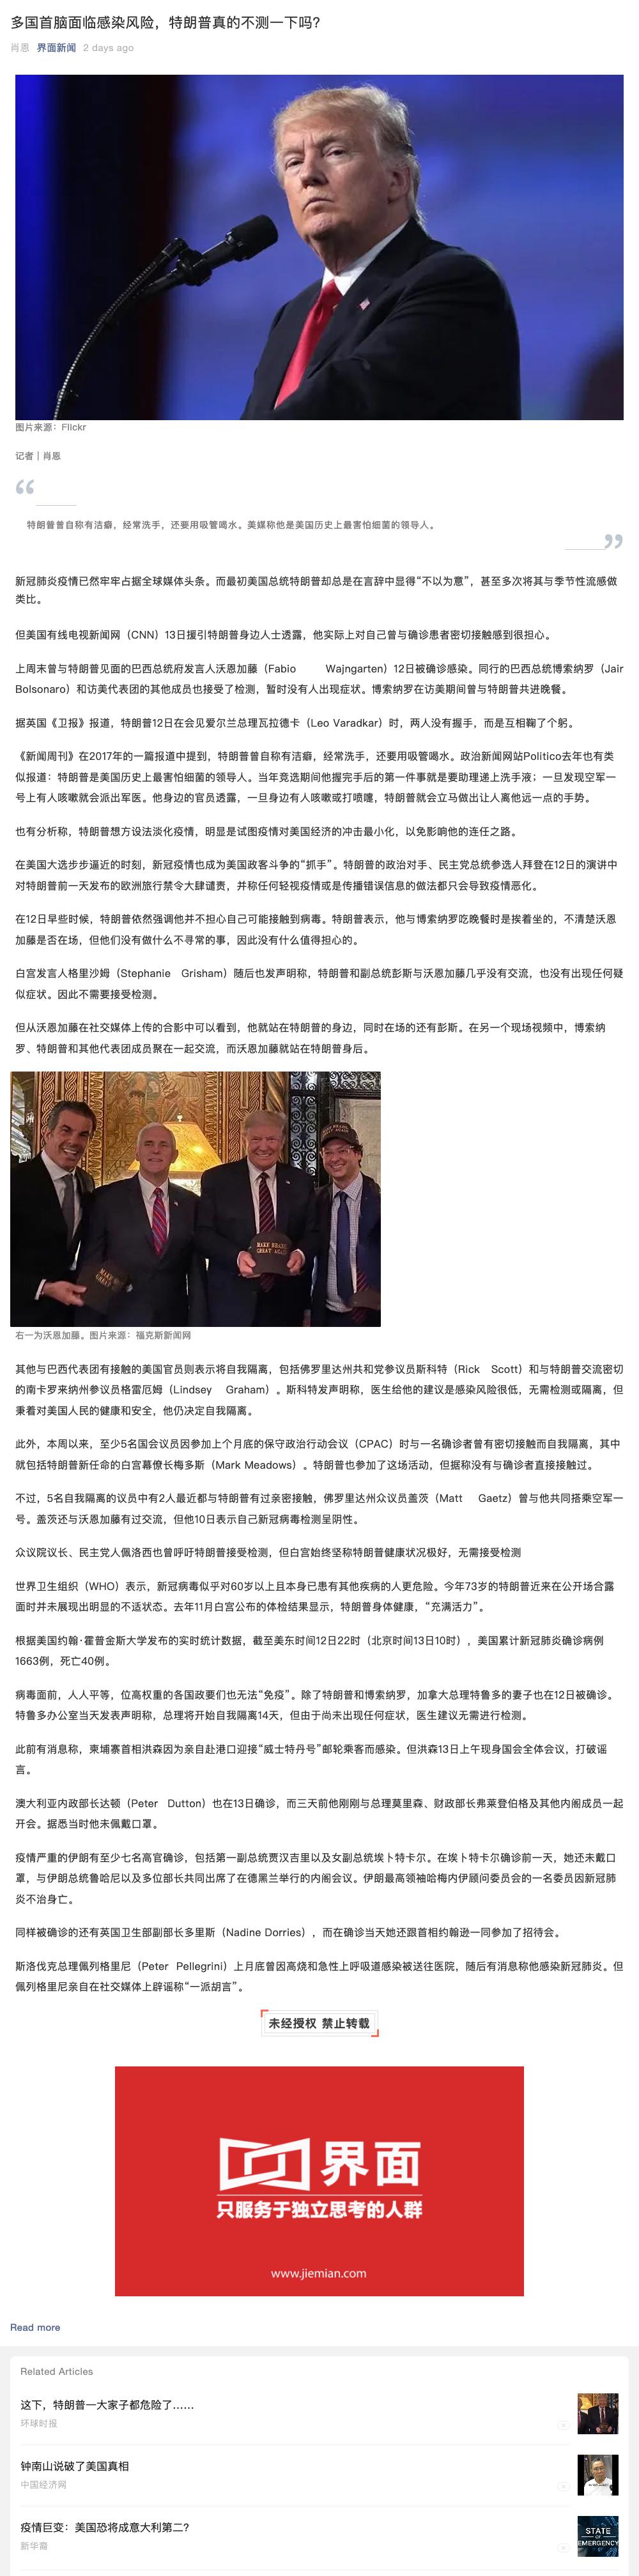 多国首脑面临感染风险，特朗普真的不测一下吗？
肖恩 界面新闻 2 days ago
图片来源：Flickr
记者 | 肖恩
“
特朗普曾自称有洁癖，经常洗手，还要用吸管喝水。美媒称他是美国历史上最害怕细菌的领导人。
”
新冠肺炎疫情已然牢牢占据全球媒体头条。而最初美国总统特朗普却总是在言辞中显得“不以为意”，甚至多次将其与季节性流感做
类比。
但美国有线电视新闻网（CNN）13日援引特朗普身边人士透露，他实际上对自己曾与确诊患者密切接触感到很担心。
上周末曾与特朗普见面的巴西总统府发言人沃恩加藤（Fabio Wajngarten）12日被确诊感染。同行的巴西总统博索纳罗（Jair
Bolsonaro）和访美代表团的其他成员也接受了检测，暂时没有人出现症状。博索纳罗在访美期间曾与特朗普共进晚餐。
据英国《卫报》报道，特朗普12日在会见爱尔兰总理瓦拉德卡（Leo Varadkar）时，两人没有握手，而是互相鞠了个躬。
《新闻周刊》在2017年的一篇报道中提到，特朗普曾自称有洁癖，经常洗手，还要用吸管喝水。政治新闻网站Politico去年也有类
似报道：特朗普是美国历史上最害怕细菌的领导人。当年竞选期间他握完手后的第一件事就是要助理递上洗手液；一旦发现空军一
号上有人咳嗽就会派出军医。他身边的官员透露，一旦身边有人咳嗽或打喷嚏，特朗普就会立马做出让人离他远一点的手势。
也有分析称，特朗普想方设法淡化疫情，明显是试图疫情对美国经济的冲击最小化，以免影响他的连任之路。
在美国大选步步逼近的时刻，新冠疫情也成为美国政客斗争的“抓手”。特朗普的政治对手、民主党总统参选人拜登在12日的演讲中
对特朗普前一天发布的欧洲旅行禁令大肆谴责，并称任何轻视疫情或是传播错误信息的做法都只会导致疫情恶化。
在12日早些时候，特朗普依然强调他并不担心自己可能接触到病毒。特朗普表示，他与博索纳罗吃晚餐时是挨着坐的，不清楚沃恩
加藤是否在场，但他们没有做什么不寻常的事，因此没有什么值得担心的。
白宫发言人格里沙姆（Stephanie Grisham）随后也发声明称，特朗普和副总统彭斯与沃恩加藤几乎没有交流，也没有出现任何疑
似症状。因此不需要接受检测。
但从沃恩加藤在社交媒体上传的合影中可以看到，他就站在特朗普的身边，同时在场的还有彭斯。在另一个现场视频中，博索纳
罗、特朗普和其他代表团成员聚在一起交流，而沃恩加藤就站在特朗普身后。
MAKE BRAZIL
GREAT AGAIN
右一为沃恩加藤。图片来源：福克斯新闻网
其他与巴西代表团有接触的美国官员则表示将自我隔离，包括佛罗里达州共和党参议员斯科特（Rick Scott）和与特朗普交流密切
的南卡罗来纳州参议员格雷厄姆（Lindsey Graham）。斯科特发声明称，医生给他的建议是感染风险很低，无需检测或隔离，但
秉着对美国人民的健康和安全，他仍决定自我隔离。
此外，本周以来，至少5名国会议员因参加上个月底的保守政治行动会议（CPAC）时与一名确诊者曾有密切接触而自我隔离，其中
就包括特朗普新任命的白宫幕僚长梅多斯（Mark Meadows）。特朗普也参加了这场活动，但据称没有与确诊者直接接触过。
不过，5名自我隔离的议员中有2人最近都与特朗普有过亲密接触，佛罗里达州众议员盖茨（Matt Gaetz）曾与他共同搭乘空军一
号。盖茨还与沃恩加藤有过交流，但他10日表示自己新冠病毒检测呈阴性。
众议院议长、民主党人佩洛西也曾呼吁特朗普接受检测，但白宫始终坚称特朗普健康状况极好，无需接受检测
世界卫生组织（WHO）表示，新冠病毒似乎对60岁以上且本身已患有其他疾病的人更危险。今年73岁的特朗普近来在公开场合露
面时并未展现出明显的不适状态。去年11月白宫公布的体检结果显示，特朗普身体健康，“充满活力”。
根据美国约翰·霍普金斯大学发布的实时统计数据，截至美东时间12日22时（北京时间13日10时），美国累计新冠肺炎确诊病例
1663例，死亡40例。
病毒面前，人人平等，位高权重的各国政要们也无法“免疫”。除了特朗普和博索纳罗，加拿大总理特鲁多的妻子也在12日被确诊。
特鲁多办公室当天发表声明称，总理将开始自我隔离14天，但由于尚未出现任何症状，医生建议无需进行检测。
此前有消息称，柬埔寨首相洪森因为亲自赴港口迎接“威士特丹号”邮轮乘客而感染。但洪森13日上午现身国会全体会议，打破谣
言。
澳大利亚内政部长达顿（Peter Dutton）也在13日确诊，而三天前他刚刚与总理莫里森、财政部长弗莱登伯格及其他内阁成员一起
开会。据悉当时他未佩戴口罩。
疫情严重的伊朗有至少七名高官确诊，包括第一副总统贾汉吉里以及女副总统埃卜特卡尔。在埃卜特卡尔确诊前一天，她还未戴口
罩，与伊朗总统鲁哈尼以及多位部长共同出席了在德黑兰举行的内阁会议。伊朗最高领袖哈梅内伊顾问委员会的一名委员因新冠肺
炎不治身亡。
同样被确诊的还有英国卫生部副部长多里斯（Nadine Dorries），而在确诊当天她还跟首相约翰逊一同参加了招待会。
斯洛伐克总理佩列格里尼（Peter Pellegrini）上月底曾因高烧和急性上呼吸道感染被送往医院，随后有消息称他感染新冠肺炎。但
佩列格里尼亲自在社交媒体上辟谣称“一派胡言”。
未经授权 禁止转载
界面
只服务于独立思考的人群
www.jiemian.com
Read more
Related Articles
这下，特朗普一大家子都危险了……
环球时报
钟南山说破了美国真相
中国经济网
疫情巨变：美国恐将成意大利第二？
新华裔
STATE
OF
EMERGENCY